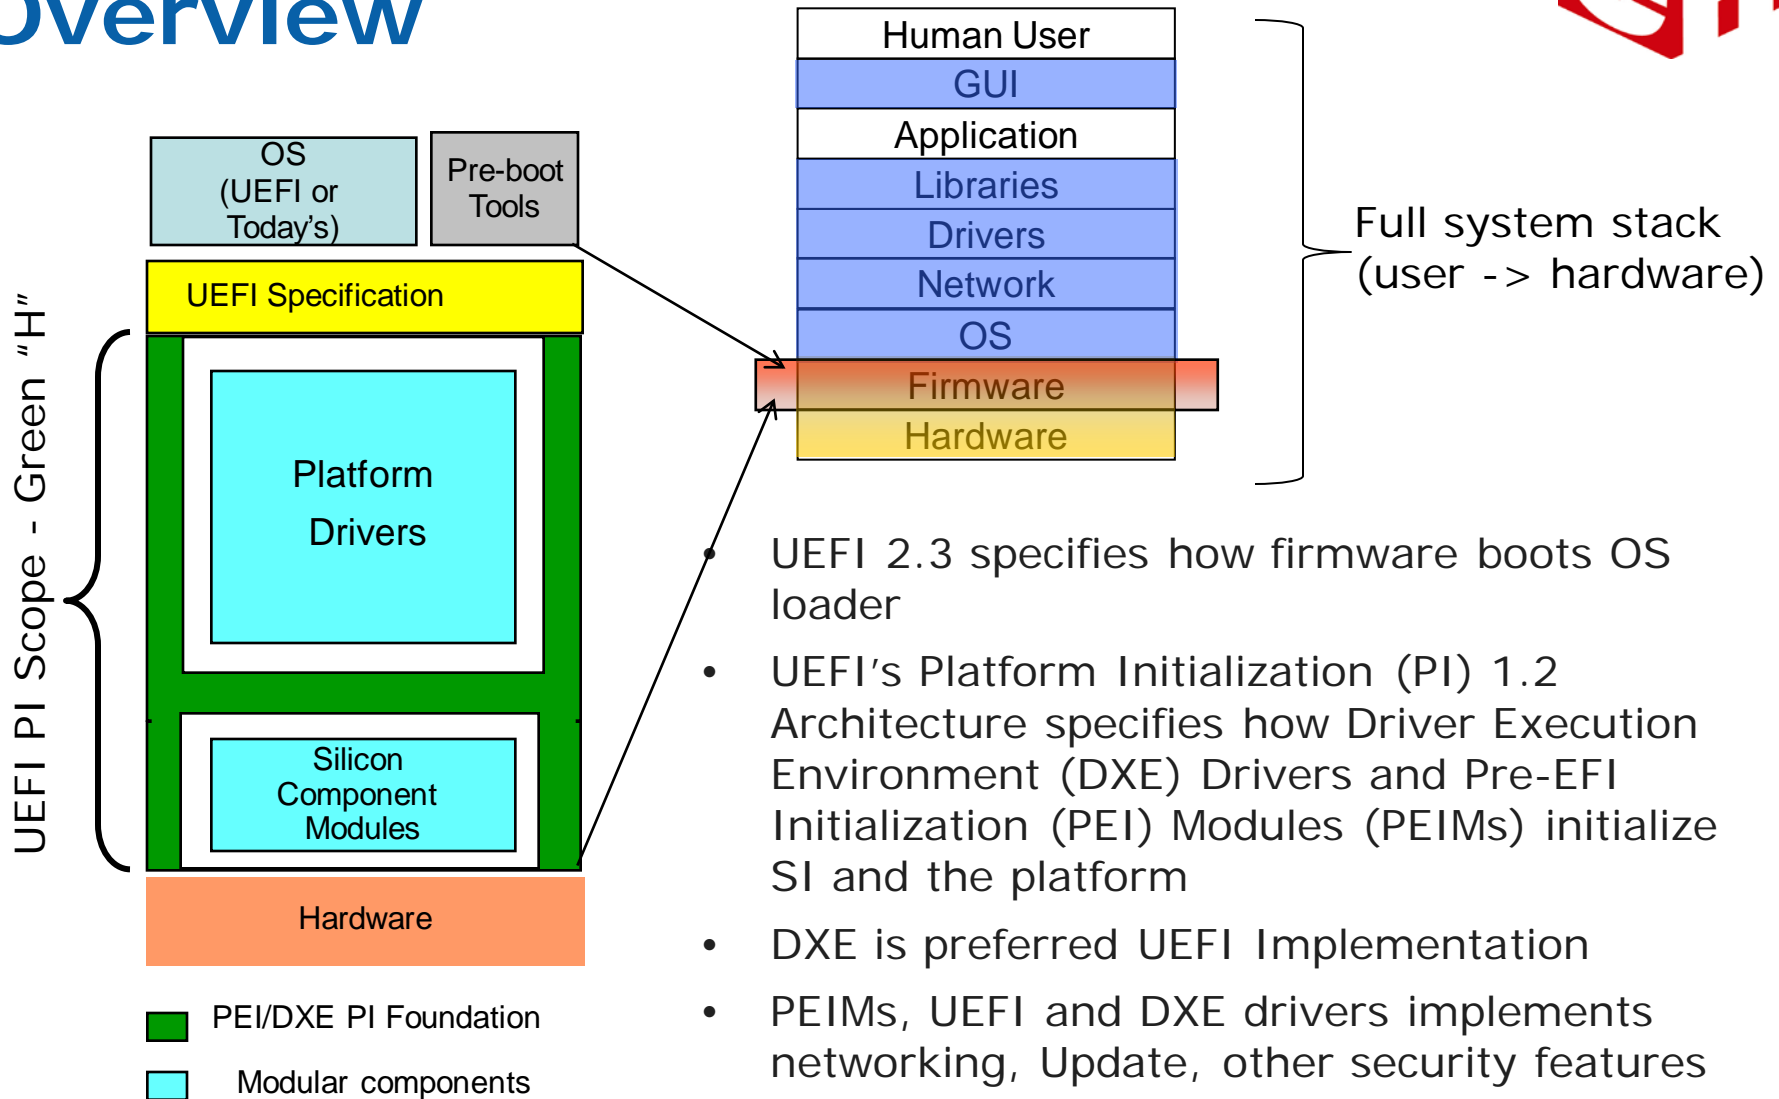 Overview
Human User
GUI
Application
Libraries
Drivers
Network
OS
Firmware
Hardware
Full system stack
(user -> hardware)
OS
(UEFI or
Today’s)
Pre-boot
Tools
UEFI Specification
UEFI PI Scope - Green “H”
Platform
Drivers
Silicon
Component
Modules
Hardware
PEI/DXE PI Foundation
Modular components
• UEFI 2.3 specifies how firmware boots OS
loader
• UEFI’s Platform Initialization (PI) 1.2
Architecture specifies how Driver Execution
Environment (DXE) Drivers and Pre-EFI
Initialization (PEI) Modules (PEIMs) initialize
SI and the platform
• DXE is preferred UEFI Implementation
• PEIMs, UEFI and DXE drivers implements
networking, Update, other security features